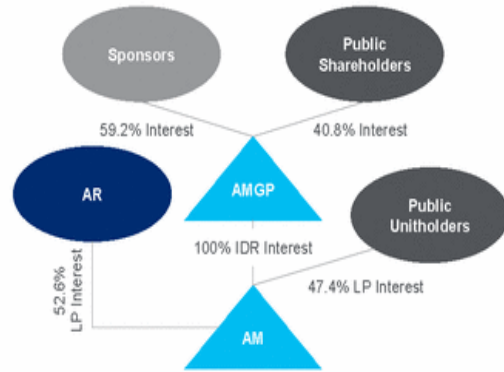 Sponsors
Public
Shareholders
59.2% Interest
40.8% Interest
AR
AMGP
Public
Unitholders
100% IDR Interest
52.6%
LP Interest
47.4% LP Interest
AM